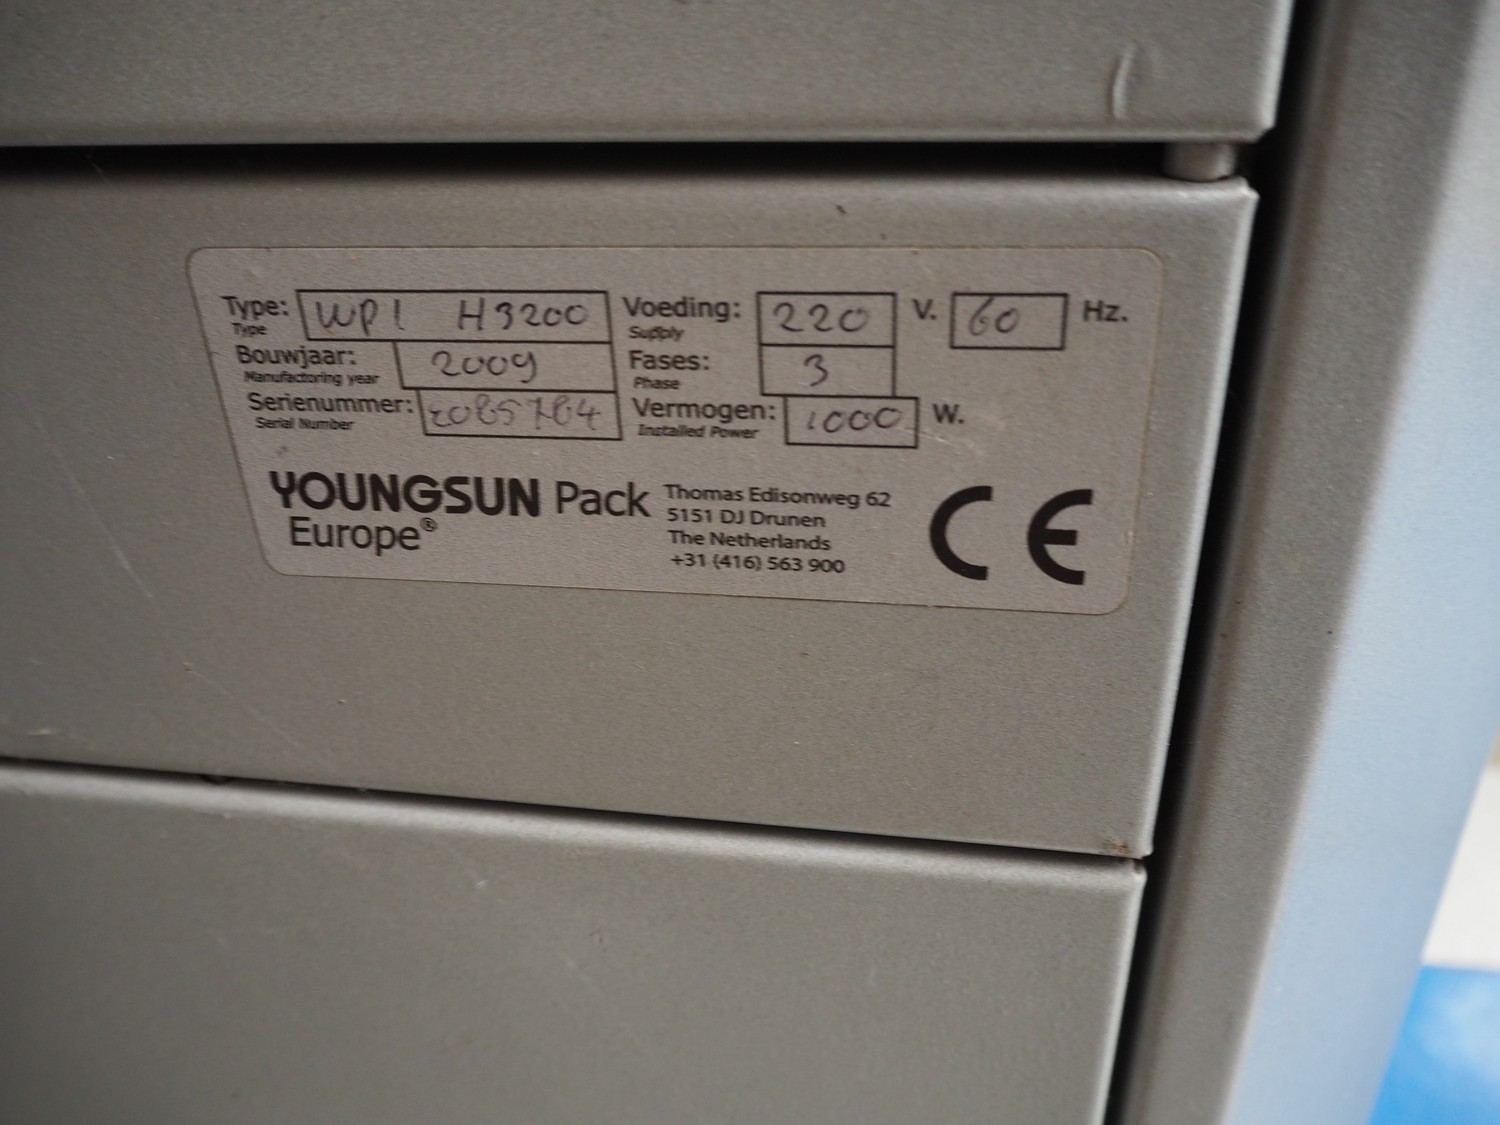 Type: WP1 H3200 Voeding: 220 V. 60 Hz.
Type Supply
Bouwjaar: 2009 Fases: 3
Manufactoring year Phase
Serienummer: Vermogen: 1000 W.
Serial Number Installed Power
YOUNGSUN Pack
Europe®
Thomas Edisonweg 62
5151 DJ Drunen
The Netherlands
+31 (416) 563 900
CE